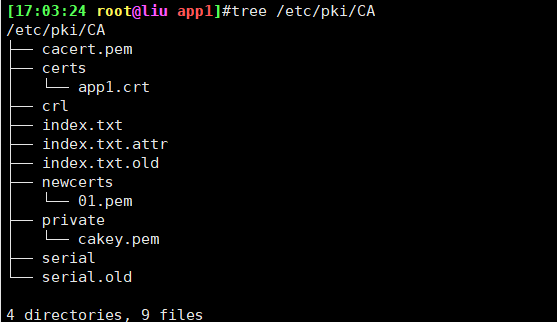 [17:03:24 root@liu app1]#tree /etc/pki/CA
/etc/pki/CA
├── cacert.pem
├── certs
│   └── app1.crt
├── crl
├── index.txt
├── index.txt.attr
├── index.txt.old
├── newcerts
│   └── 01.pem
├── private
│   └── cakey.pem
├── serial
└── serial.old

4 directories, 9 files